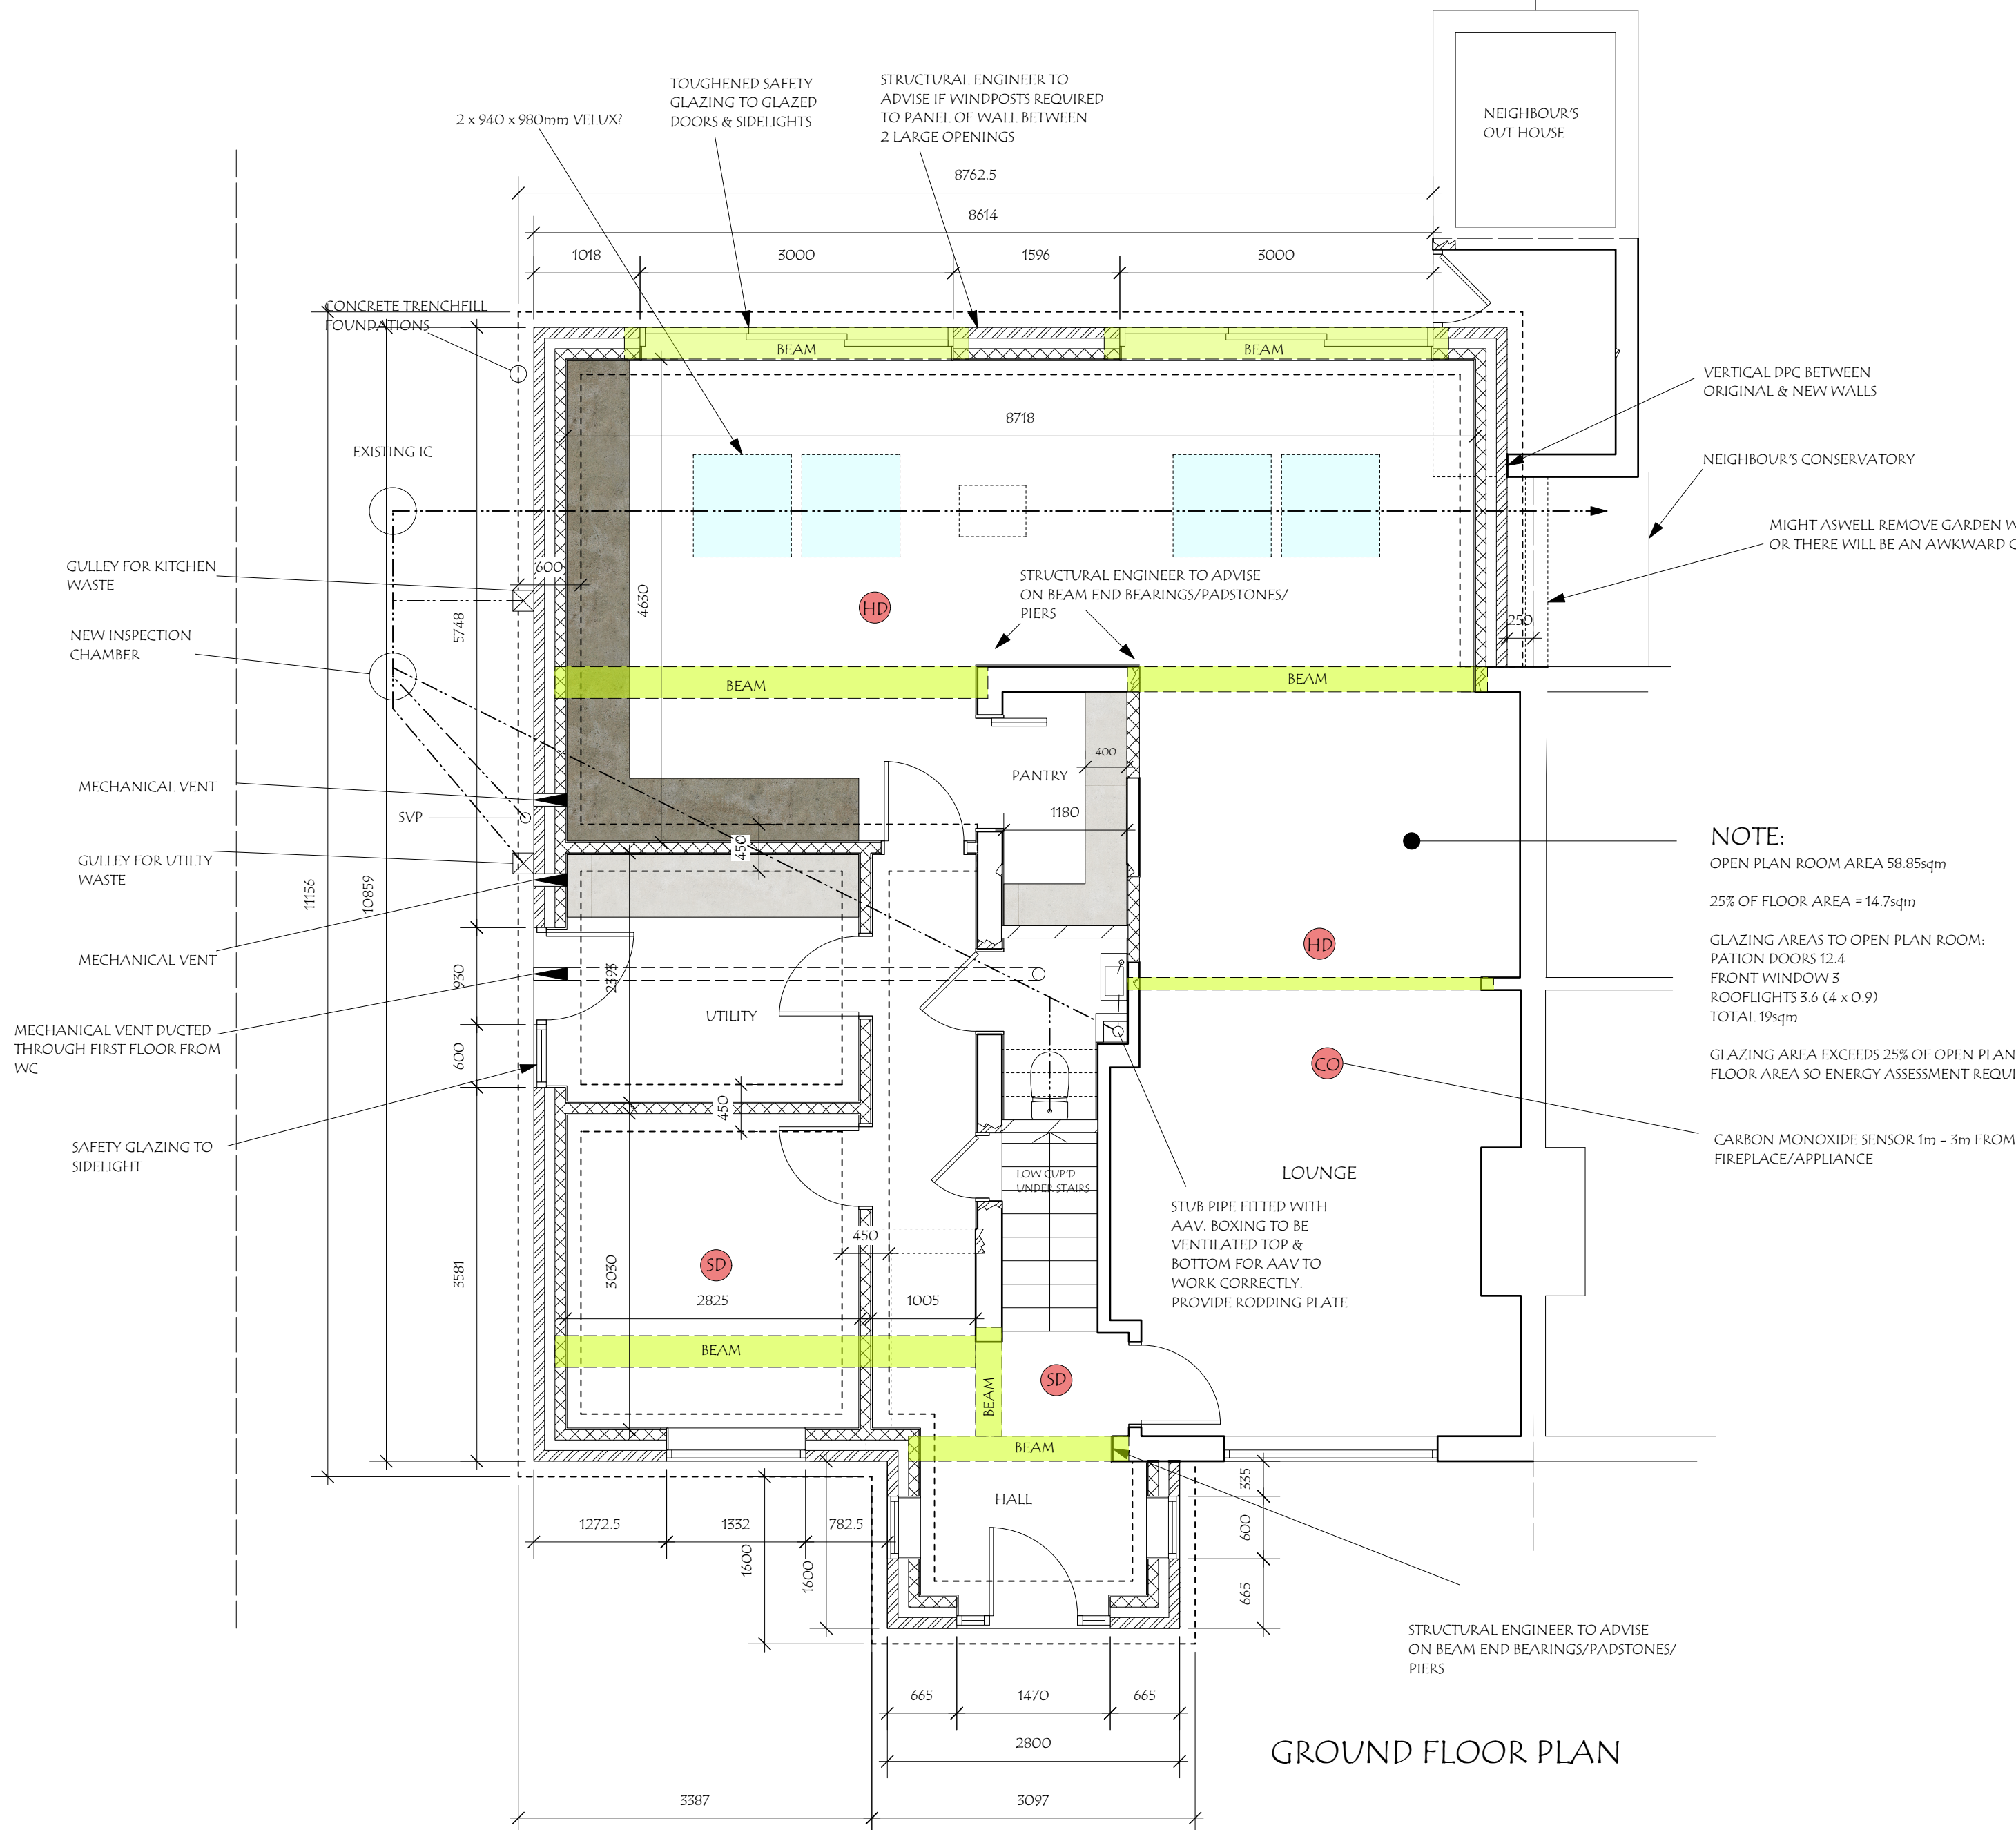 NEIGHBOUR'S
OUT HOUSE
TOUGHENED SAFETY
GLAZING TO GLAZED
DOORS & SIDELIGHTS
STRUCTURAL ENGINEER TO
ADVISE IF WINDPOSTS REQUIRED
TO PANEL OF WALL BETWEEN
2 LARGE OPENINGS
2 x 940 x 980mm VELUX?
8762.5
8614
1018
3000
1596
3000
CONCRETE TRENCHFILL
FOUNDATIONS
BEAM
BEAM
VERTICAL DPC BETWEEN
ORIGINAL & NEW WALLS
8718
EXISTING IC
NEIGHBOUR'S CONSERVATORY
MIGHT ASWELL REMOVE GARDEN W
OR THERE WILL BE AN AWKWARD
GULLEY FOR KITCHEN
WASTE
600
4630
5748
HD
STRUCTURAL ENGINEER TO ADVISE
ON BEAM END BEARINGS/PADSTONES/
PIERS
250
NEW INSPECTION
CHAMBER
BEAM
BEAM
400
PANTRY
1180
MECHANICAL VENT
SVP
450
GULLEY FOR UTILTY
WASTE
11156
10859
NOTE:
OPEN PLAN ROOM AREA 58.85sqm
25% OF FLOOR AREA = 14.7sqm
GLAZING AREAS TO OPEN PLAN ROOM:
PATION DOORS 12.4
FRONT WINDOW 3
ROOFLIGHTS 3.6 (4 x 0.9)
TOTAL 19sqm
GLAZING AREA EXCEEDS 25% OF OPEN PLAN
FLOOR AREA SO ENERGY ASSESSMENT REQUI
MECHANICAL VENT
930
2393
HD
UTILITY
MECHANICAL VENT DUCTED
THROUGH FIRST FLOOR FROM
WC
600
CO
450
SAFETY GLAZING TO
SIDELIGHT
CARBON MONOXIDE SENSOR 1m - 3m FROM
FIREPLACE/APPLIANCE
LOW CUP'D
UNDER STAIRS
LOUNGE
STUB PIPE FITTED WITH
AAV. BOXING TO BE
VENTILATED TOP &
BOTTOM FOR AAV TO
WORK CORRECTLY.
PROVIDE RODDING PLATE
450
SD
3581
3030
2825
1005
BEAM
BEAM
SD
BEAM
HALL
335
600
665
1272.5
1332
782.5
1600
1600
STRUCTURAL ENGINEER TO ADVISE
ON BEAM END BEARINGS/PADSTONES/
PIERS
665
1470
665
2800
GROUND FLOOR PLAN
3387
3097